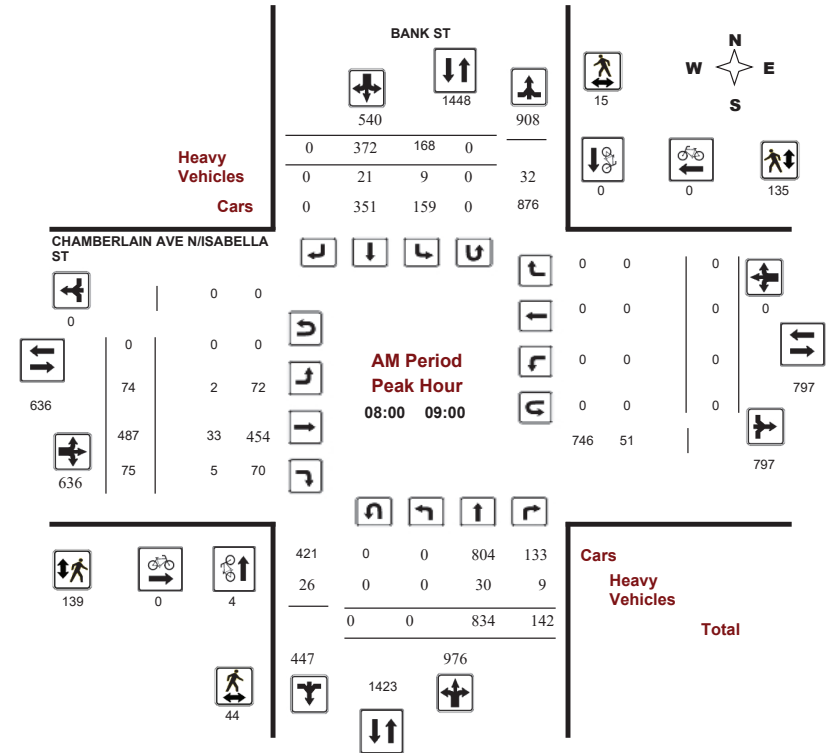 BANK ST
N
W E
S
1448
15
540 908
0 372 168 0
Heavy
Vehicles
0 21 9 0 32
Cars
0 351 159 0 876
0 0 135
CHAMBERLAIN AVE N/ISABELLA
ST
0 0 0
0 0
0
0 0 0
0
0 0 0
AM Period
Peak Hour
08:00 09:00
636
74 2 72
0 0 0
797
0 0 0
487 33 454
746 51
636
75 5 70
797
421 0 0 804 133
Cars
26 0 0 30 9
Heavy
Vehicles
0 0 834 142
Total
139 0 4
447 976
1423
44